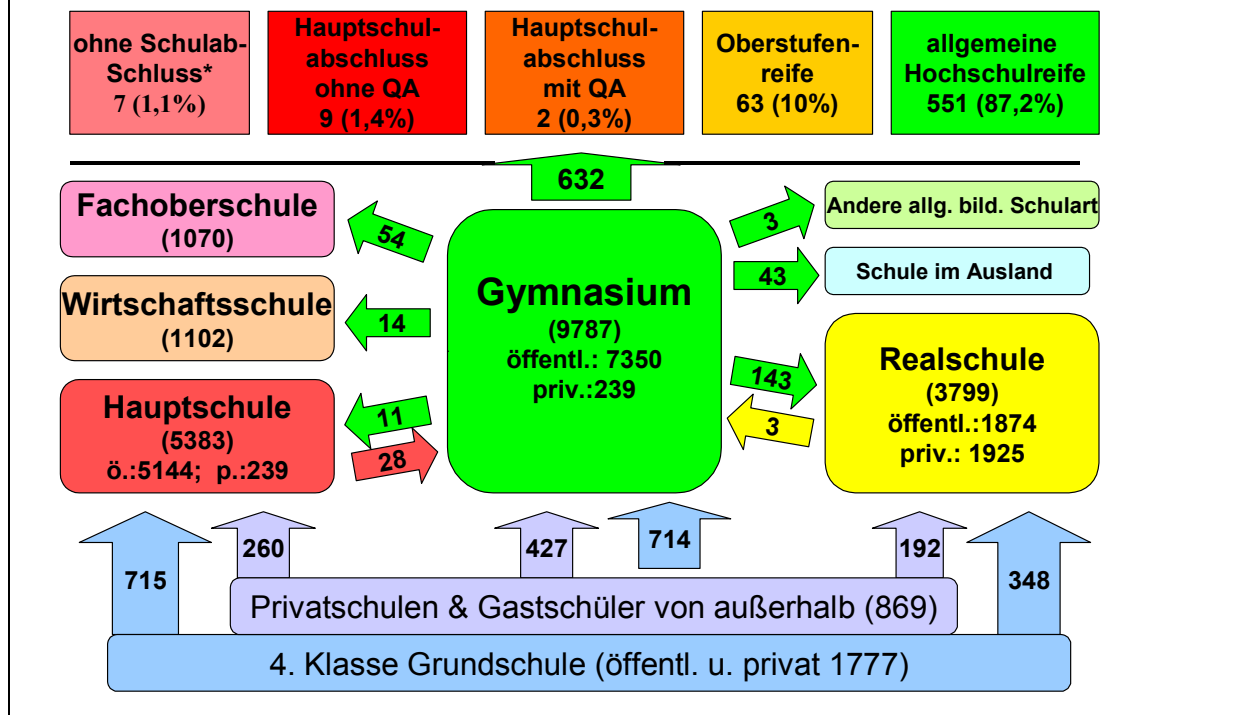 ohne Schulab-
Schluss*
7 (1,1%)
Hauptschul-
abschluss
ohne QA
9 (1,4%)
Hauptschul-
abschluss
mit QA
2 (0,3%)
Oberstufen-
reife
63 (10%)
allgemeine
Hochschulreife
551 (87,2%)
632
Fachoberschule
(1070)
54
Wirtschaftsschule
(1102)
14
Hauptschule
(5383)
ö.:5144; p.:239
11
28
Gymnasium
(9787)
öffentl.: 7350
priv.:239
3
Andere allg. bild. Schulart
43
Schule im Ausland
143
3
Realschule
(3799)
öffentl.:1874
priv.: 1925
715
260
427
714
192
348
Privatschulen & Gastschüler von außerhalb (869)
4. Klasse Grundschule (öffentl. u. privat 1777)